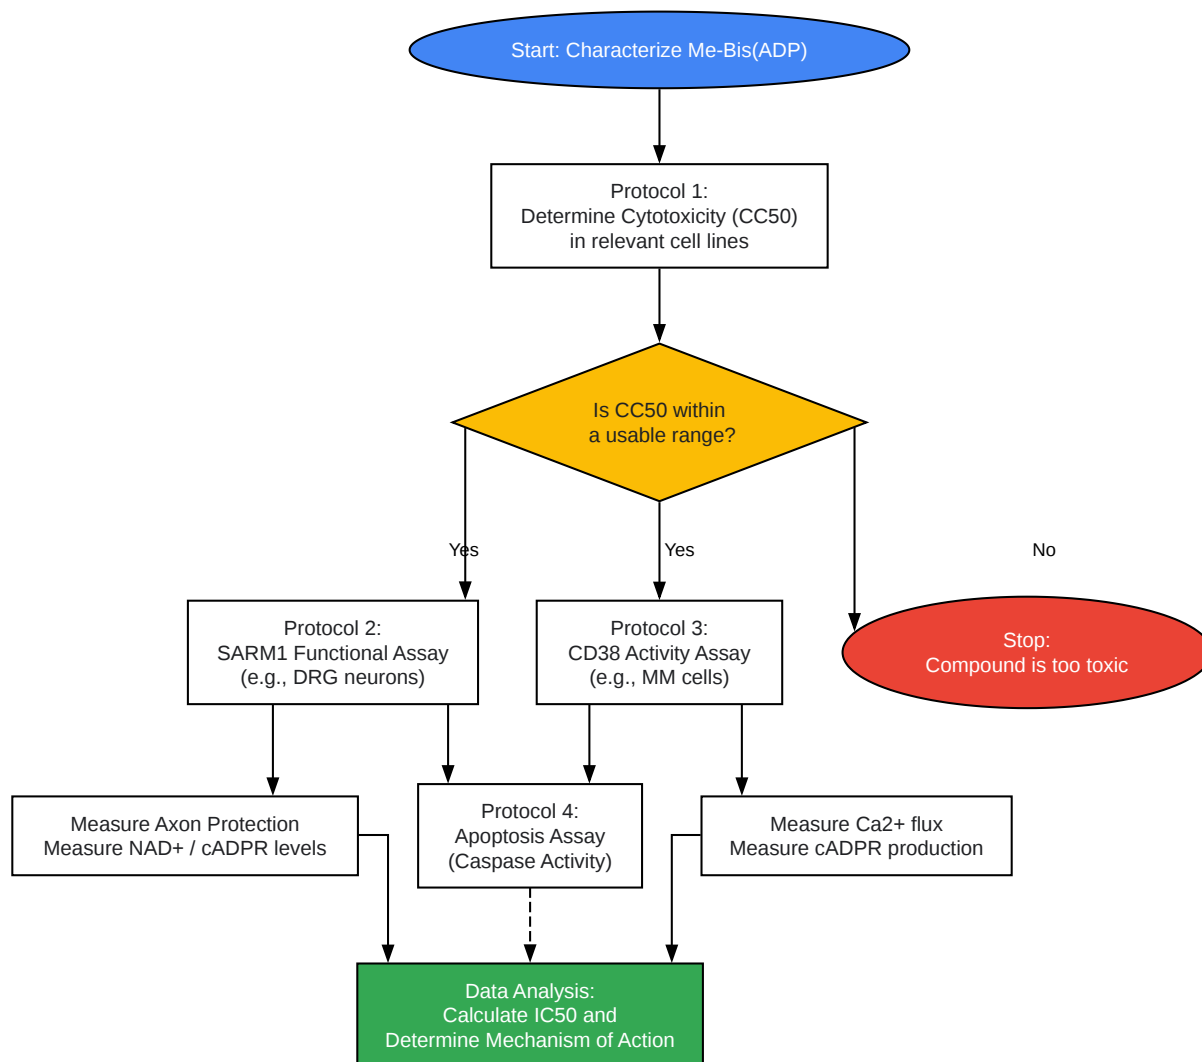 Start: Characterize Me-Bis(ADP)
Protocol 1:
Determine Cytotoxicity (CC50)
in relevant cell lines
Is CC50 within
a usable range?
Yes
Yes
No
Protocol 2:
SARM1 Functional Assay
(e.g., DRG neurons)
Protocol 3:
CD38 Activity Assay
(e.g., MM cells)
Stop:
Compound is too toxic
Measure Axon Protection
Measure NAD+ / cADPR levels
Protocol 4:
Apoptosis Assay
(Caspase Activity)
Measure Ca2+ flux
Measure cADPR production
Data Analysis:
Calculate IC50 and
Determine Mechanism of Action